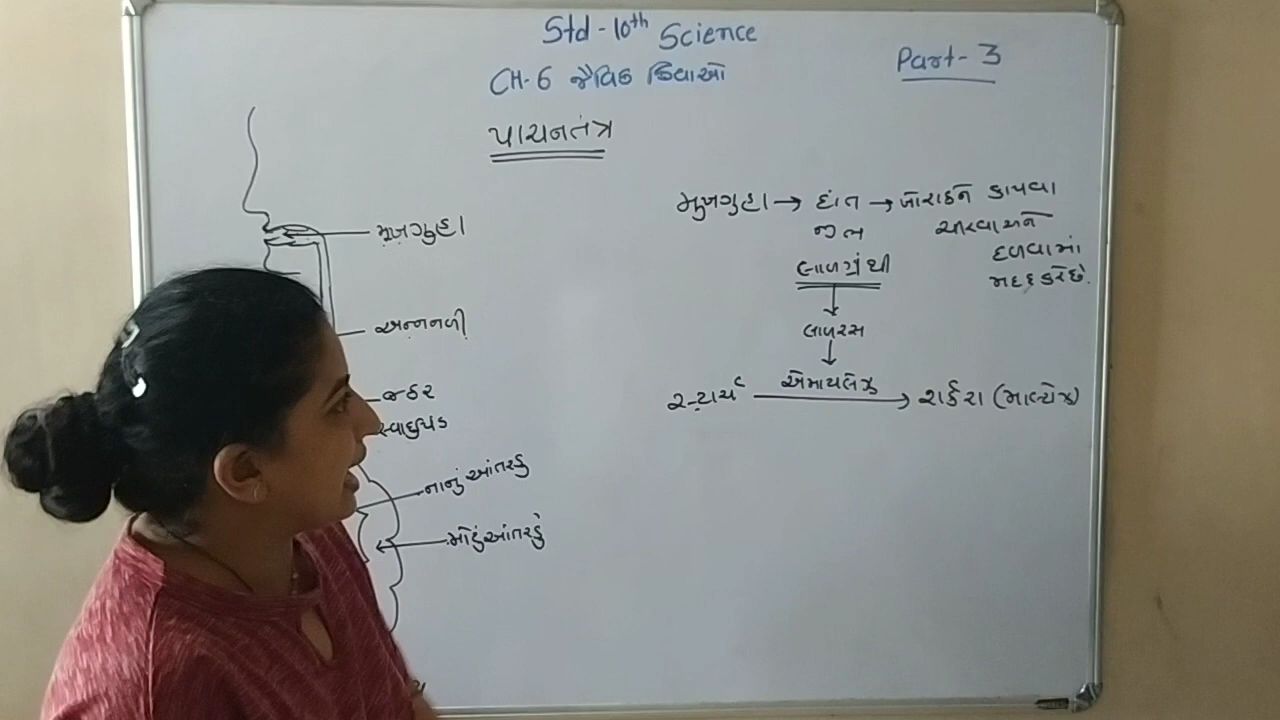 Std - 10th Science
CH-6 જૈવિક ક્રિયાઓ
Part - 3
પાચનતંત્ર
મુખગુહા
અન્નનળી
જઠર
સ્વાદુપિંડ
નાનું આંતરડુ
મોટું આંતરડુ
મુખગુહા → દાંત → ખોરાકને કાપવા
ચાવવા અને
દળવામાં
મદદ કરે છે.
જીભ
લાળગ્રંથી
લાળરસ
સ્ટાર્ચ એમાયલેઝ → શર્કરા (માલ્ટોઝ)